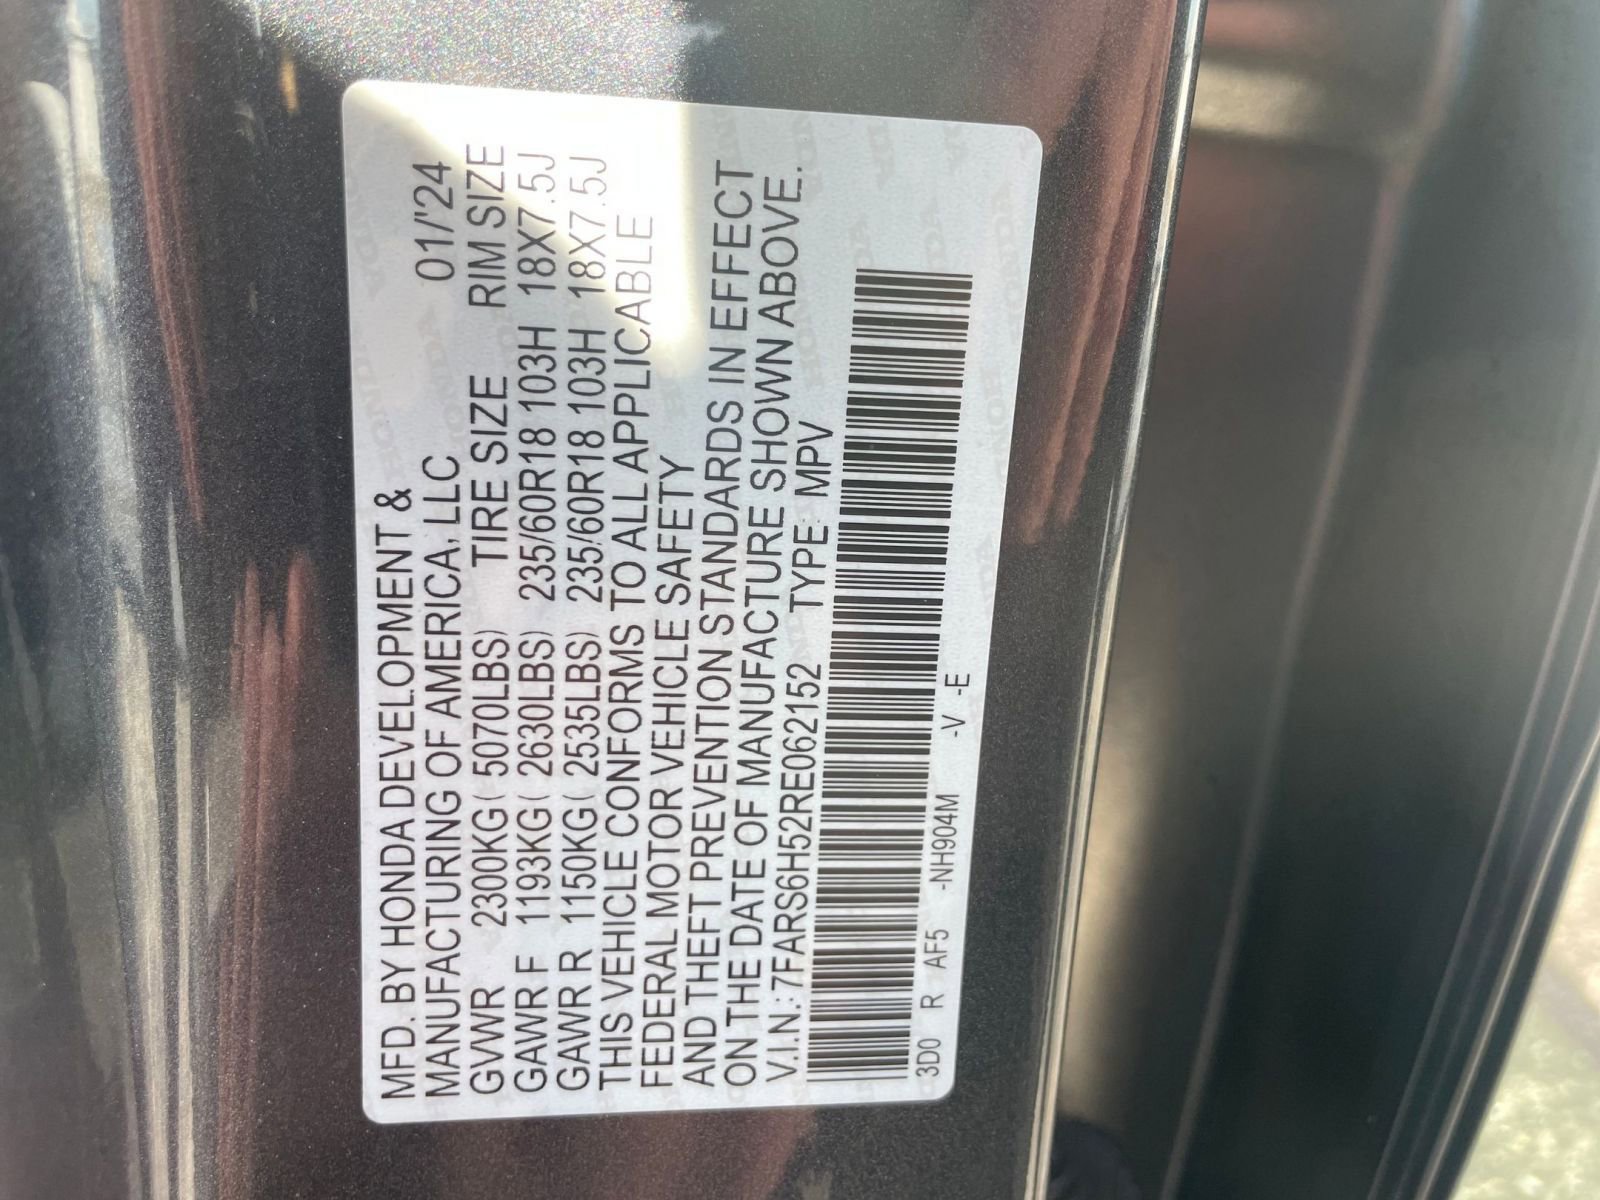 MFD. BY HONDA DEVELOPMENT &
MANUFACTURING OF AMERICA, LLC 01/'24
GVWR 2300KG( 5070LBS) TIRE SIZE RIM SIZE
GAWR F 1193KG( 2630LBS) 235/60R18 103H 18X7.5J
GAWR R 1150KG( 2535LBS) 235/60R18 103H 18X7.5J
THIS VEHICLE CONFORMS TO ALL APPLICABLE
FEDERAL MOTOR VEHICLE SAFETY
AND THEFT PREVENTION STANDARDS IN EFFECT
ON THE DATE OF MANUFACTURE SHOWN ABOVE.
V.I.N.: 7FARS6H52RE062152 TYPE: MPV
3D0 R AF5 -NH904M -V -E